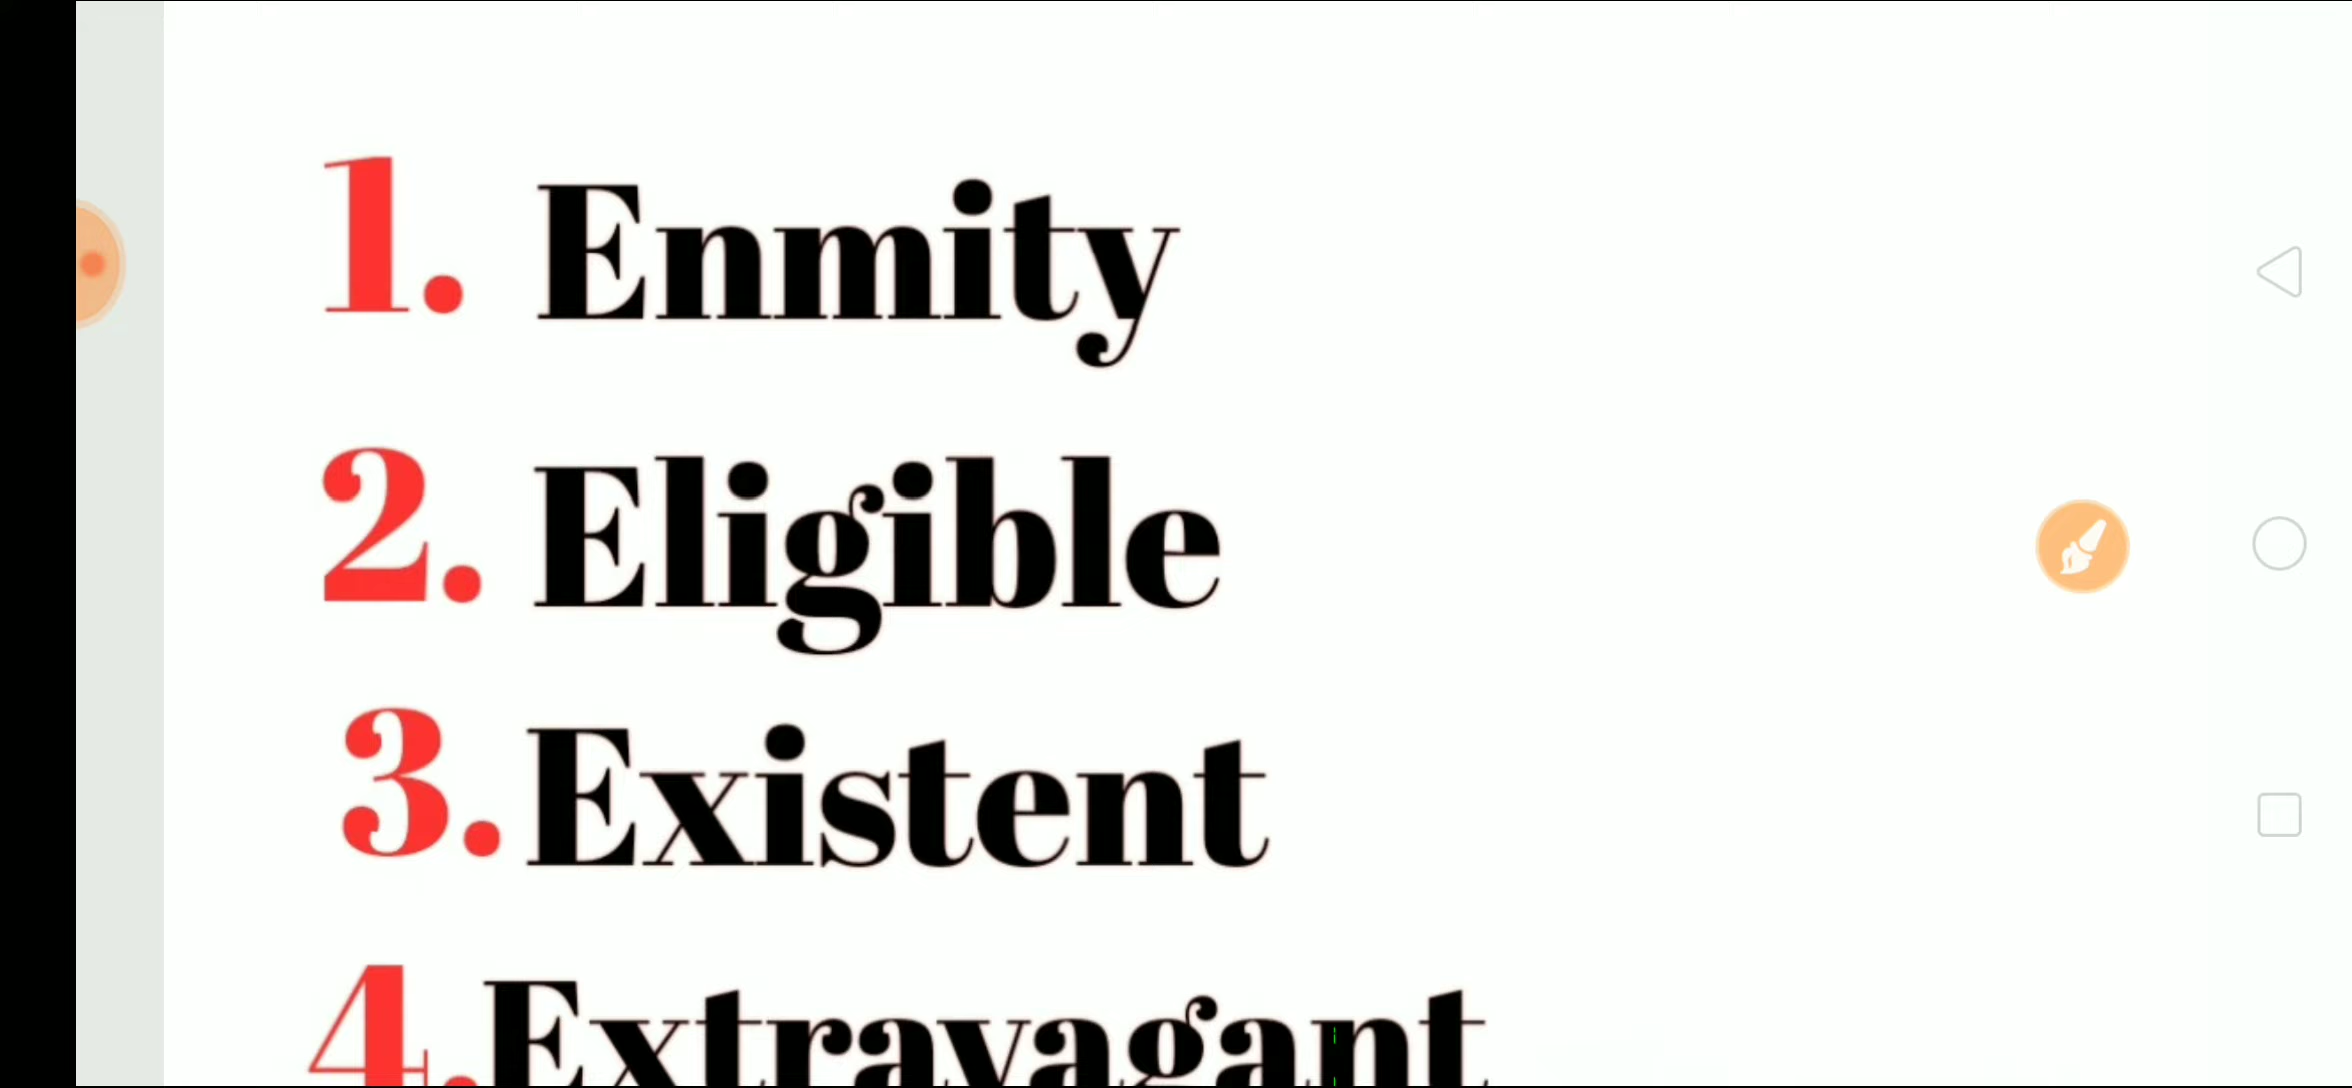 1. Enmity
2. Eligible
3. Existent
4. Extravagant